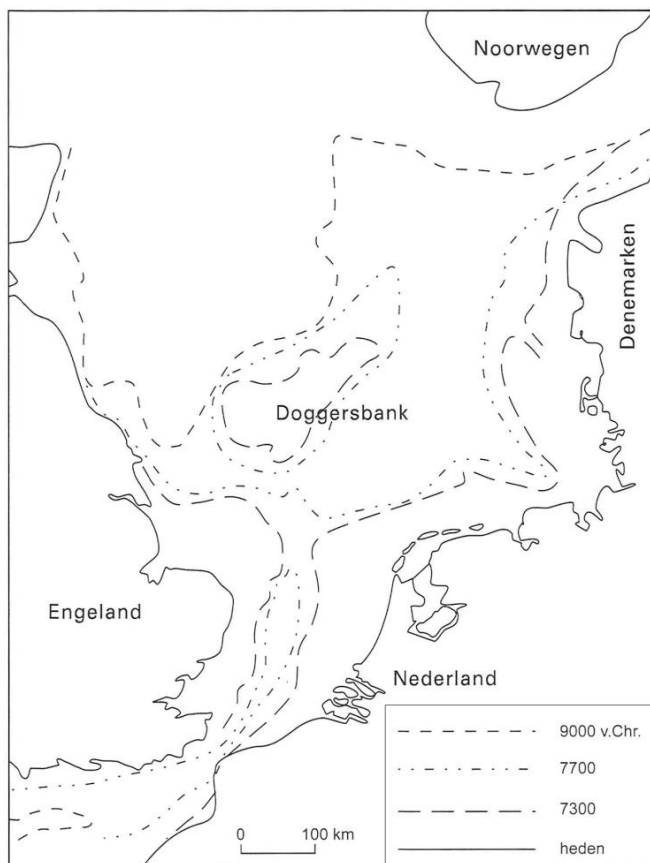 Noorwegen
Denemarken
Doggersbank
Engeland
Nederland
9000 v.Chr.
7700
7300
heden
0 100 km